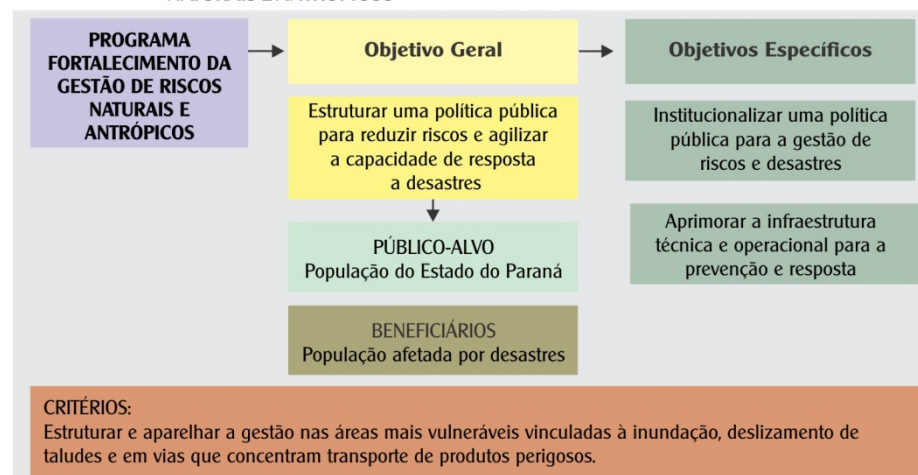 PROGRAMA
FORTALECIMENTO DA
GESTÃO DE RISCOS
NATURAIS E
ANTRÓPICOS
Objetivo Geral
Objetivos Específicos
Estruturar uma política pública
para reduzir riscos e agilizar
a capacidade de resposta
a desastres
Institucionalizar uma política
pública para a gestão de
riscos e desastres
PÚBLICO-ALVO
População do Estado do Paraná
Aprimorar a infraestrutura
técnica e operacional para a
prevenção e resposta
BENEFICIÁRIOS
População afetada por desastres
CRITÉRIOS:
Estruturar e aparelhar a gestão nas áreas mais vulneráveis vinculadas à inundação, deslizamento de
taludes e em vias que concentram transporte de produtos perigosos.